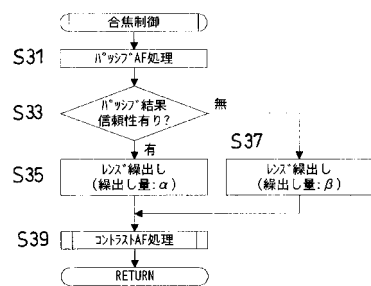 合焦制御
S31
ﾊﾟｯｼﾌﾞAF処理
S33
ﾊﾟｯｼﾌﾞ結果
信頼性有り?
無
有
S37
S35
ﾚﾝｽﾞ繰出し
(繰出し量:α)
ﾚﾝｽﾞ繰出し
(繰出し量:β)
S39
ｺﾝﾄﾗｽﾄAF処理
RETURN